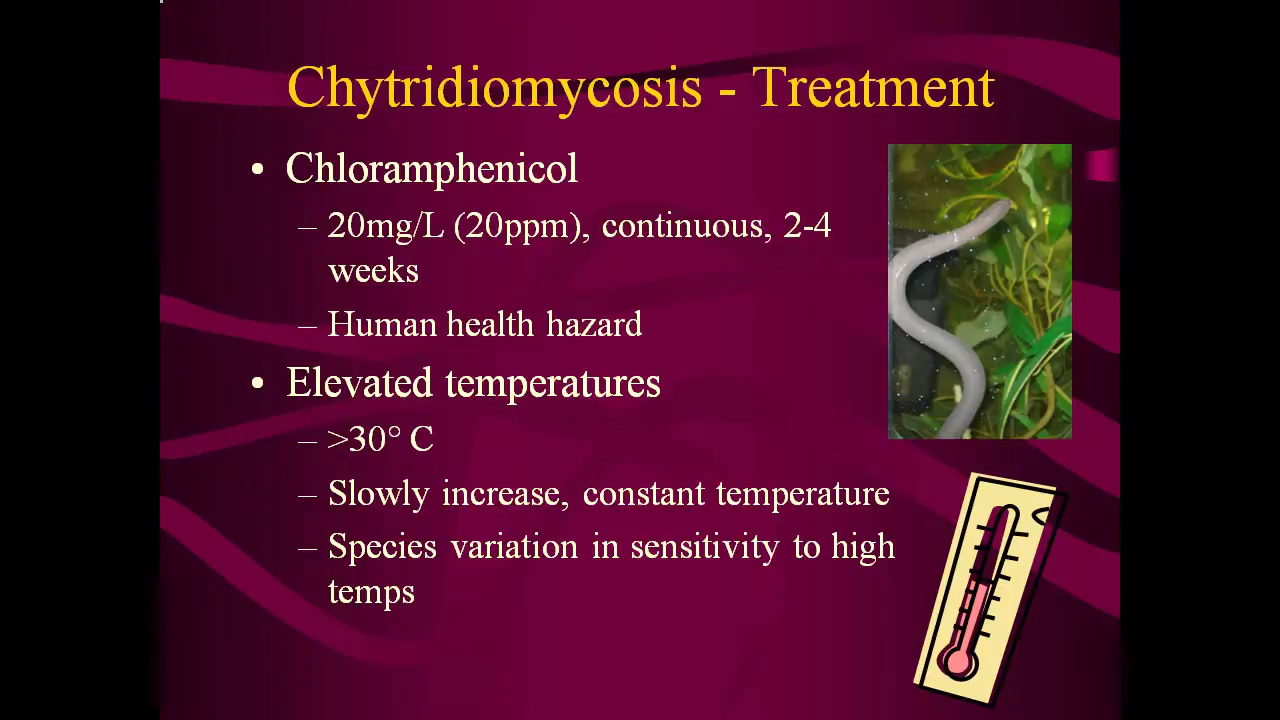 Chytridiomycosis - Treatment
• Chloramphenicol
– 20mg/L (20ppm), continuous, 2-4
weeks
– Human health hazard
• Elevated temperatures
– >30° C
– Slowly increase, constant temperature
– Species variation in sensitivity to high
temps